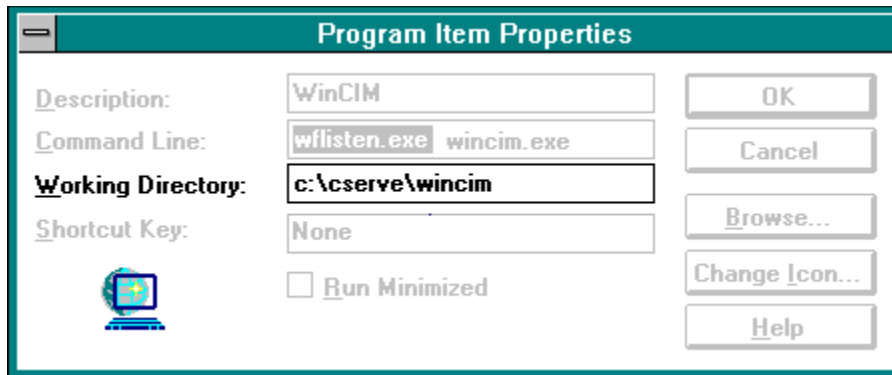 Program Item Properties
Description: WinCIM OK
Command Line: wflisten.exe wincim.exe Cancel
Working Directory: c:\cserve\wincim
Shortcut Key: None Browse...
Run Minimized Change Icon...
Help